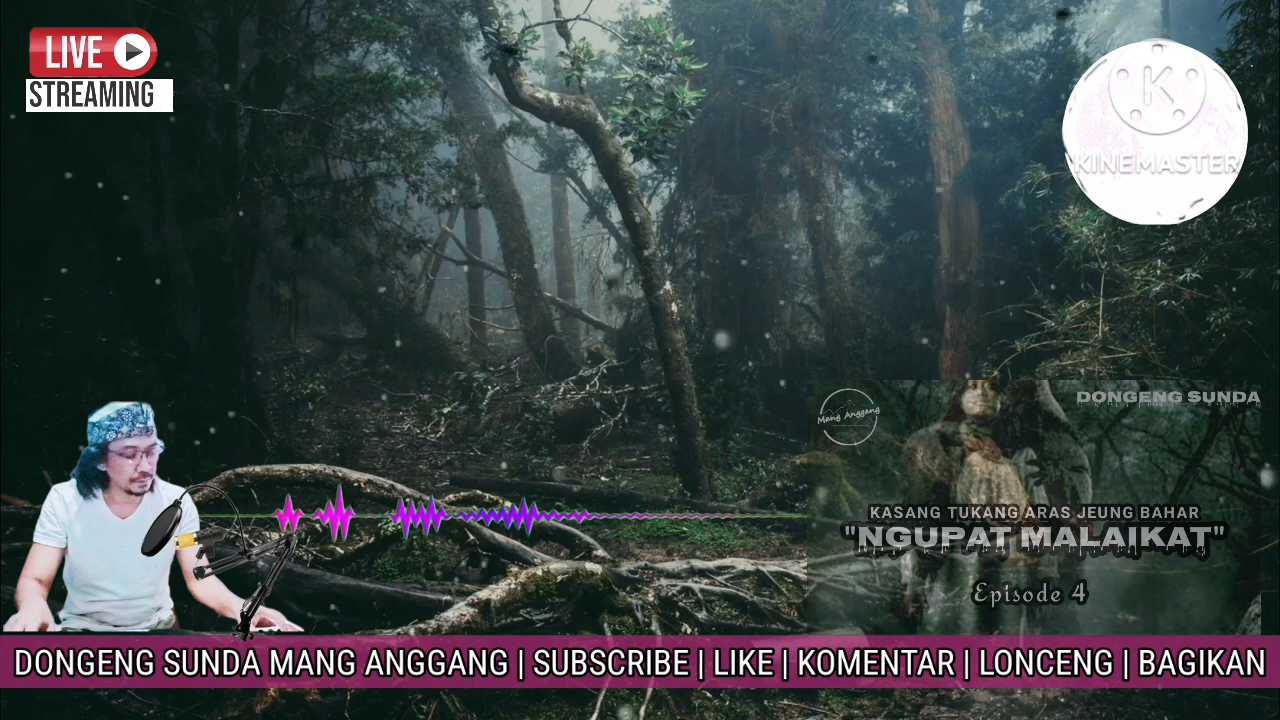 LIVE
STREAMING
K
KINEMASTER
DONGENG SUNDA
Mang Anggang
KASANG TUKANG ARAS JEUNG BAHAR
"NGUPAT MALAIKAT"
Episode 4
DONGENG SUNDA MANG ANGGANG | SUBSCRIBE | LIKE | KOMENTAR | LONCENG | BAGIKAN